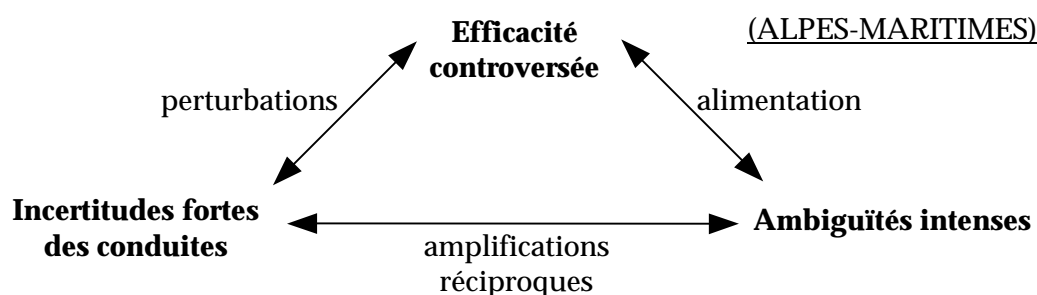 Efficacité
controversée
(ALPES-MARITIMES)
perturbations
alimentation
Incertitudes fortes
des conduites
Ambiguïtés intenses
amplifications
réciproques